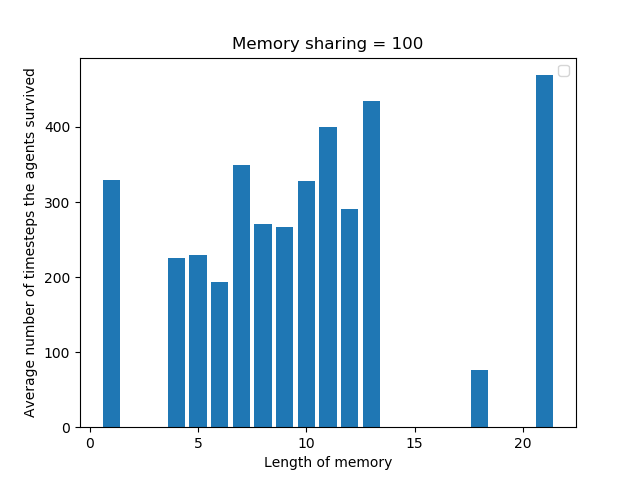 Memory sharing = 100
Average number of timesteps the agents survived
400
300
200
100
0
0 5 10 15 20
Length of memory